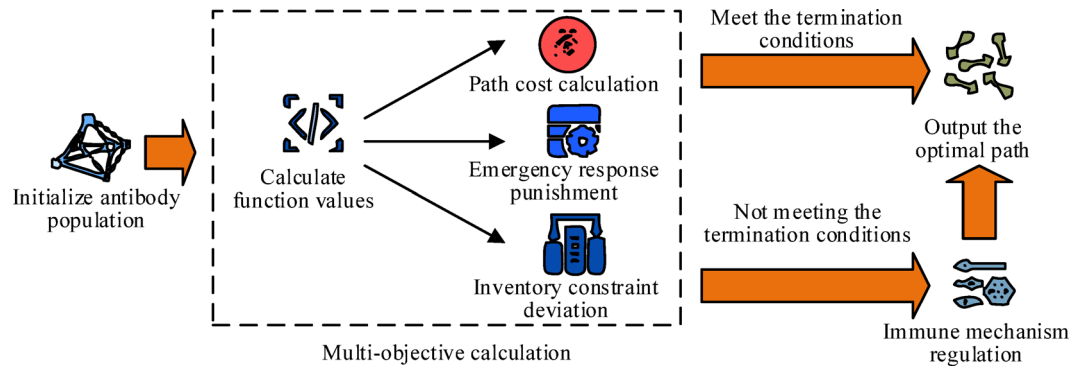 Initialize antibody
population
Calculate
function values
Path cost calculation
Emergency response
punishment
Inventory constraint
deviation
Multi-objective calculation
Meet the termination
conditions
Output the
optimal path
Not meeting the
termination conditions
Immune mechanism
regulation